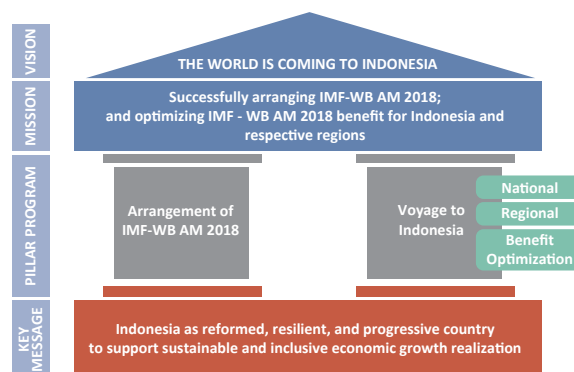 VISION
THE WORLD IS COMING TO INDONESIA
MISSION
Successfully arranging IMF-WB AM 2018;
and optimizing IMF - WB AM 2018 benefit for Indonesia and
respective regions
PILLAR PROGRAM
Arrangement of
IMF-WB AM 2018
Voyage to
Indonesia
National
Regional
Benefit
Optimization
KEY
MESSAGE
Indonesia as reformed, resilient, and progressive country
to support sustainable and inclusive economic growth realization